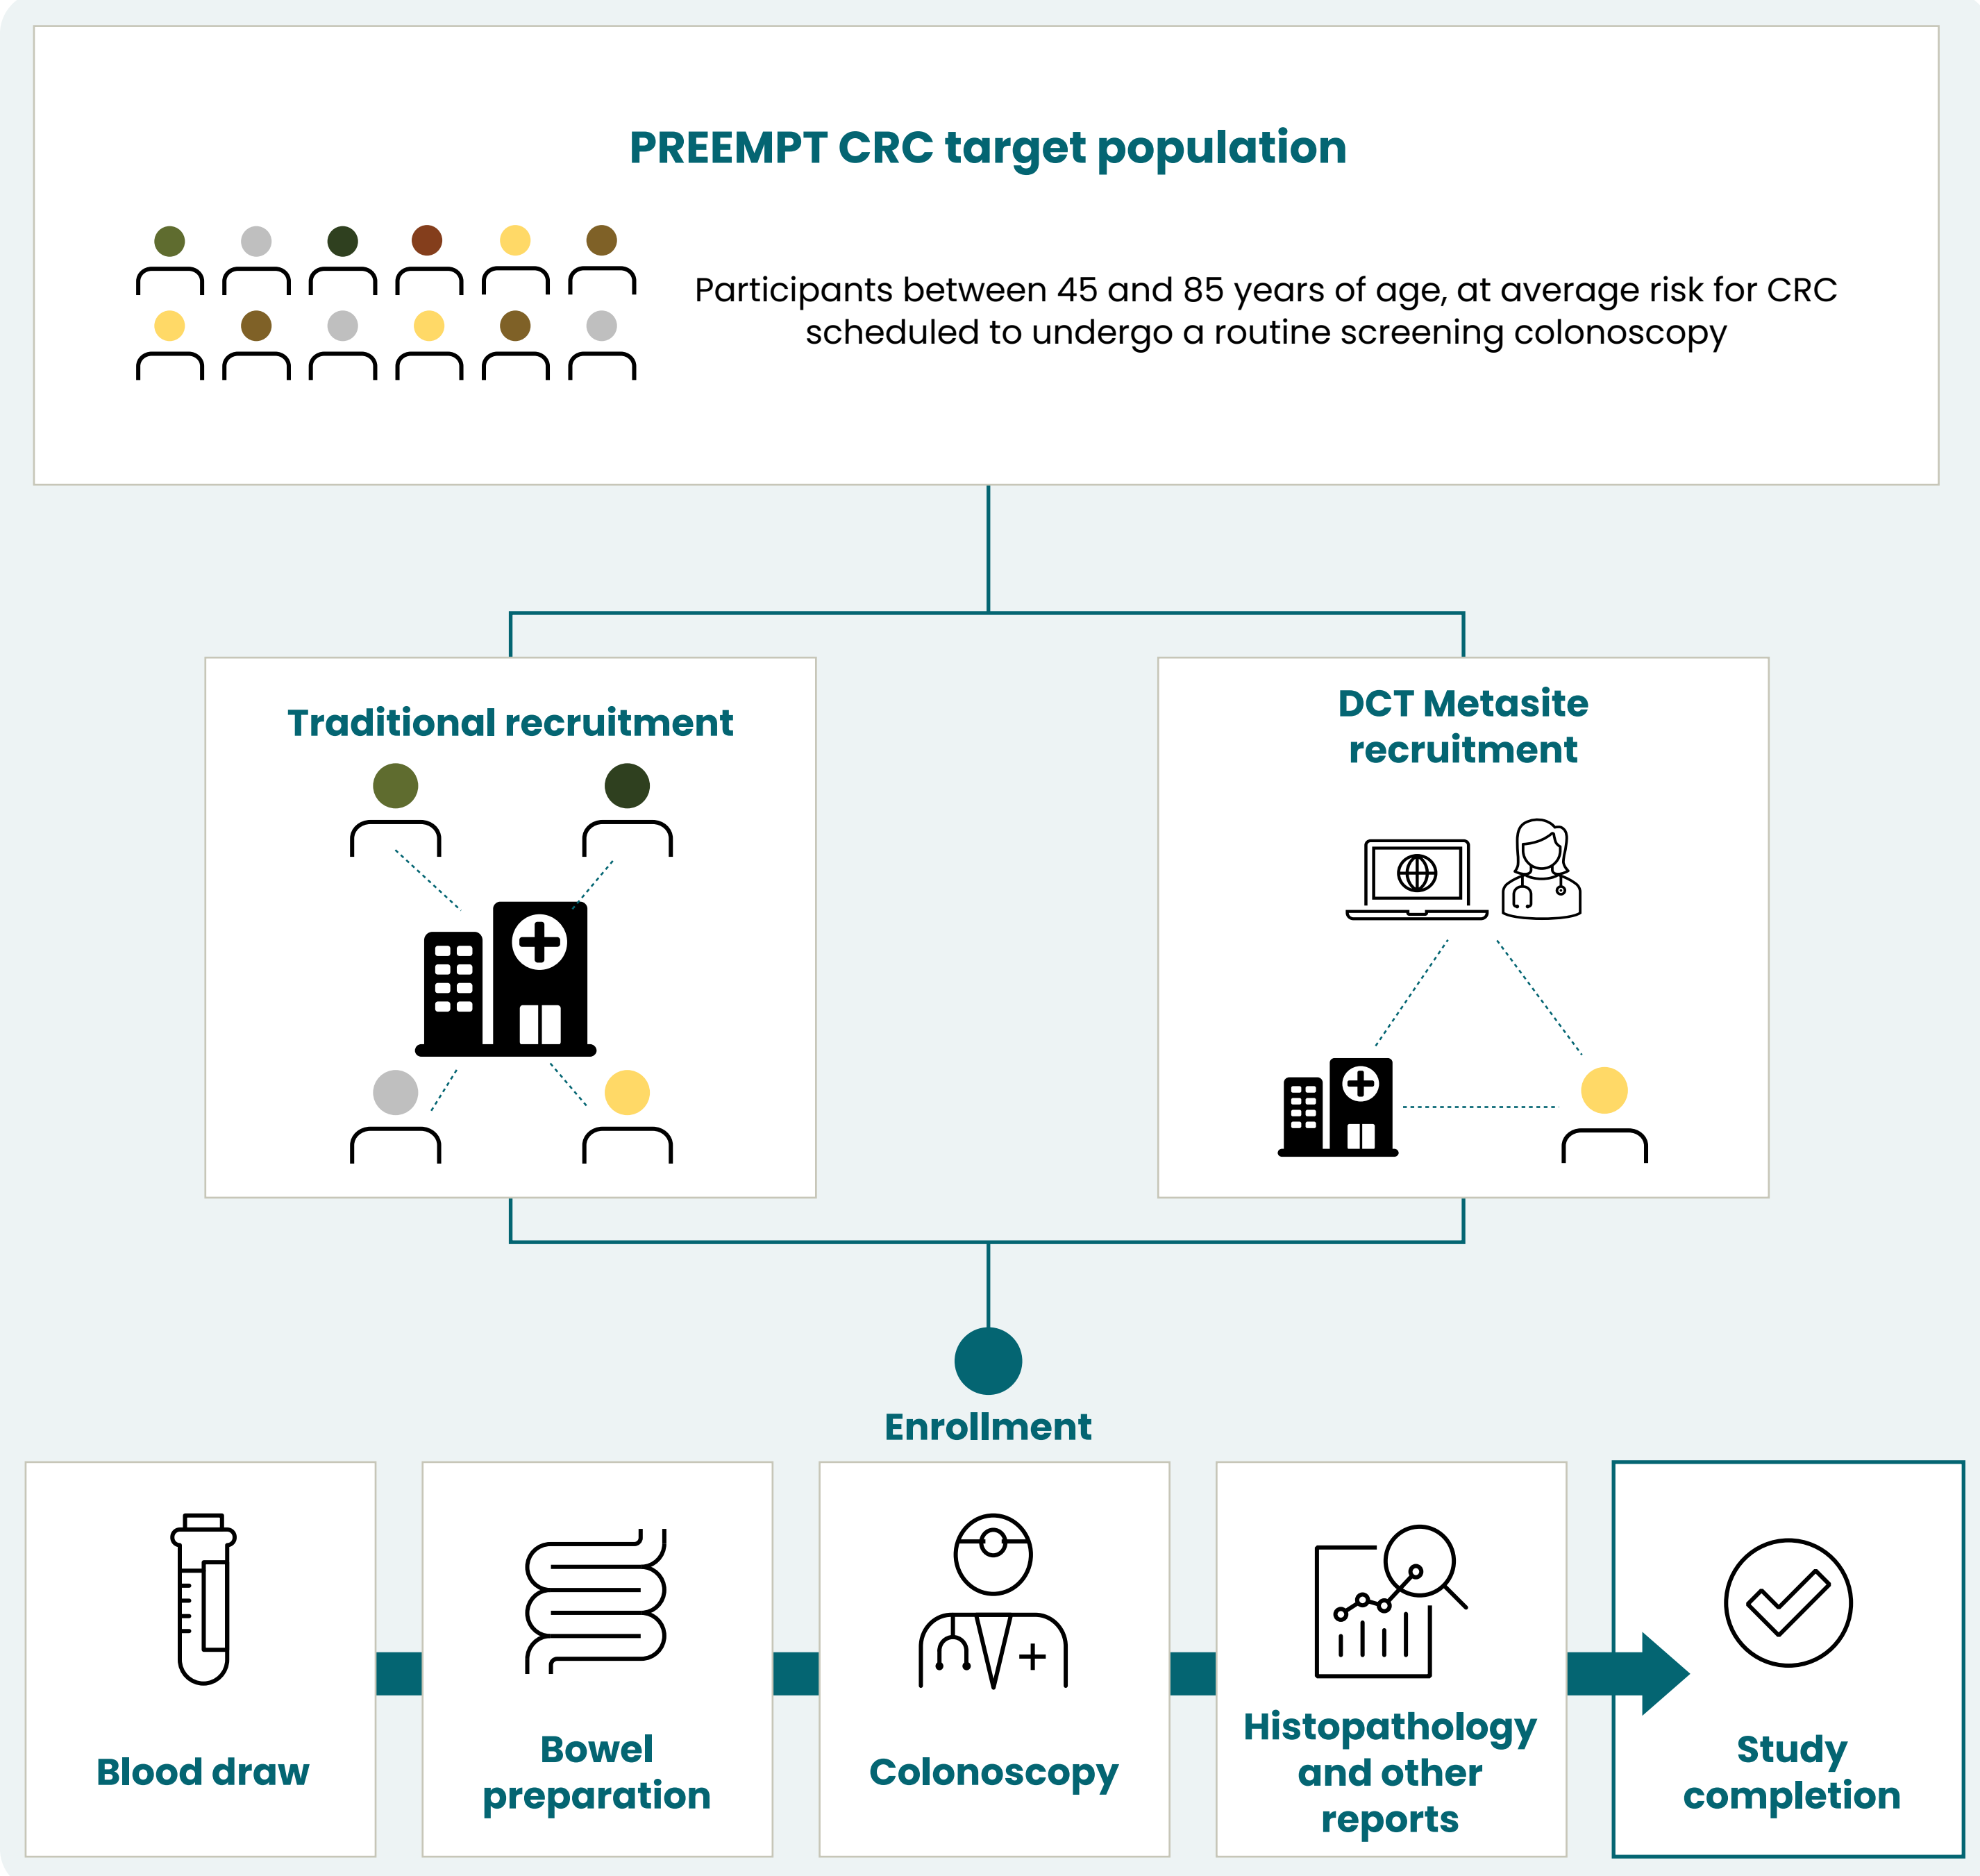 PREEMPT CRC target population
Participants between 45 and 85 years of age, at average risk for CRC
scheduled to undergo a routine screening colonoscopy
Traditional recruitment
DCT Metasite
recruitment
Enrollment
Blood draw
Bowel
preparation
Colonoscopy
Histopathology
and other
reports
Study
completion